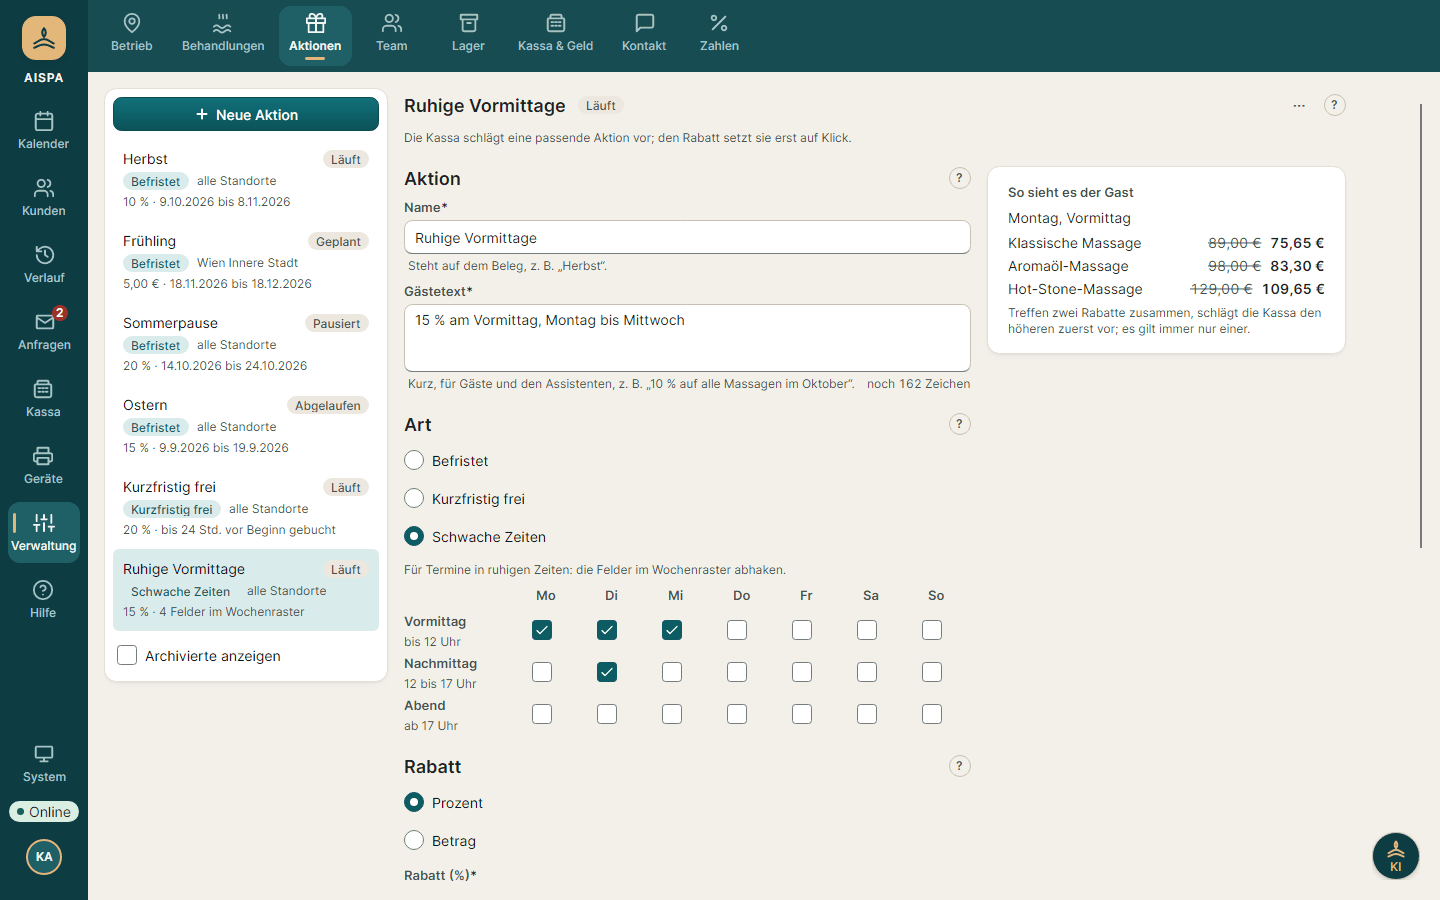 AISPA
Kalender
Kunden
Verlauf
2
Anfragen
Kassa
Geräte
Verwaltung
Hilfe
System
Online
KA
Betrieb
Behandlungen
Aktionen
Team
Lager
Kassa & Geld
Kontakt
Zahlen
+ Neue Aktion
Herbst Läuft
Befristet alle Standorte
10 % · 9.10.2026 bis 8.11.2026
Frühling Geplant
Befristet Wien Innere Stadt
5,00 € · 18.11.2026 bis 18.12.2026
Sommerpause Pausiert
Befristet alle Standorte
20 % · 14.10.2026 bis 24.10.2026
Ostern Abgelaufen
Befristet alle Standorte
15 % · 9.9.2026 bis 19.9.2026
Kurzfristig frei Läuft
Kurzfristig frei alle Standorte
20 % · bis 24 Std. vor Beginn gebucht
Ruhige Vormittage Läuft
Schwache Zeiten alle Standorte
15 % · 4 Felder im Wochenraster
Archivierte anzeigen
Ruhige Vormittage Läuft ... ?
Die Kassa schlägt eine passende Aktion vor; den Rabatt setzt sie erst auf Klick.
Aktion ?
Name*
Ruhige Vormittage
Steht auf dem Beleg, z. B. „Herbst“.
Gästetext*
15 % am Vormittag, Montag bis Mittwoch
Kurz, für Gäste und den Assistenten, z. B. „10 % auf alle Massagen im Oktober“. noch 162 Zeichen
Art ?
Befristet
Kurzfristig frei
Schwache Zeiten
Für Termine in ruhigen Zeiten: die Felder im Wochenraster abhaken.
Mo Di Mi Do Fr Sa So
Vormittag
bis 12 Uhr
Nachmittag
12 bis 17 Uhr
Abend
ab 17 Uhr
Rabatt ?
Prozent
Betrag
Rabatt (%)*
So sieht es der Gast
Montag, Vormittag
Klassische Massage 89,00 € 75,65 €
Aromaöl-Massage 98,00 € 83,30 €
Hot-Stone-Massage 129,00 € 109,65 €
Treffen zwei Rabatte zusammen, schlägt die Kassa den
höheren zuerst vor; es gilt immer nur einer.
KI